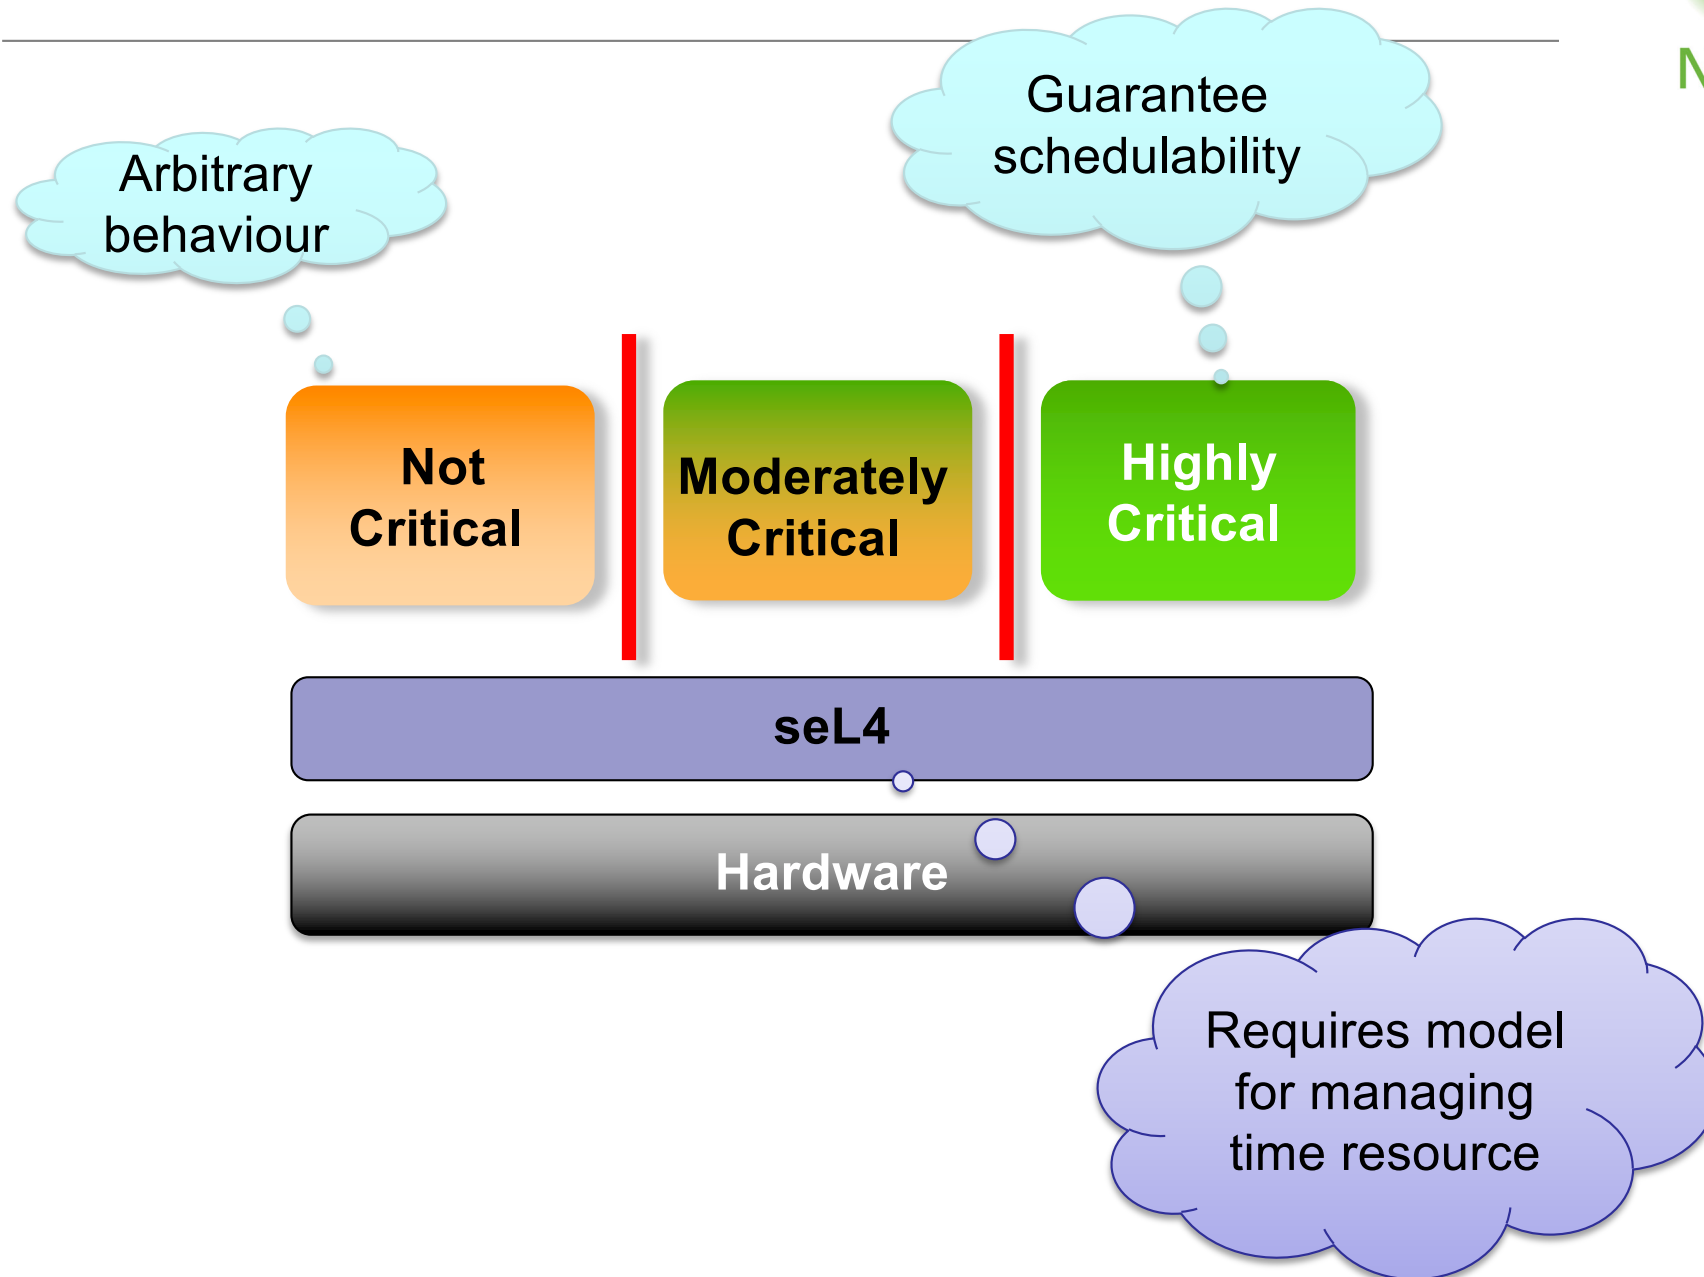 N
Guarantee
schedulability
Arbitrary
behaviour
Not
Critical
Moderately
Critical
Highly
Critical
seL4
Hardware
Requires model
for managing
time resource